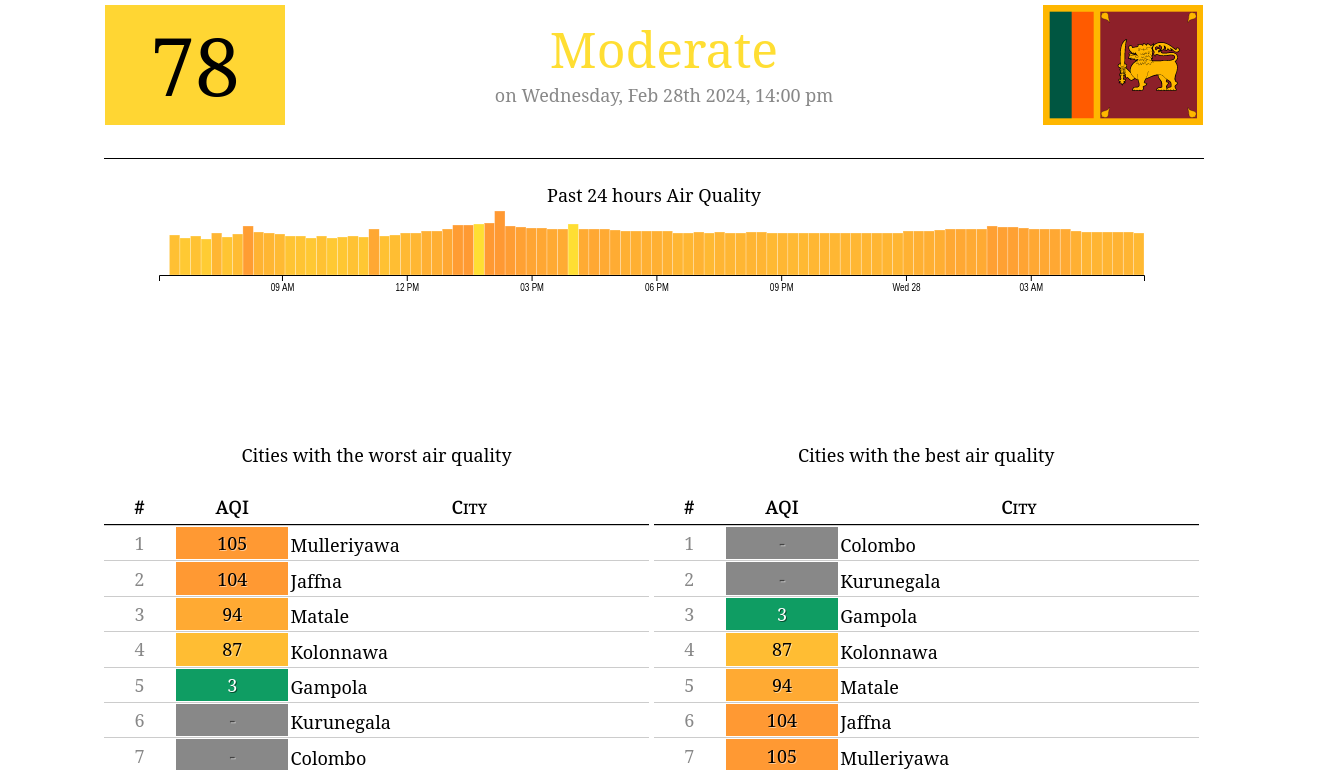 78
Moderate
on Wednesday, Feb 28th 2024, 14:00 pm
Past 24 hours Air Quality
09 AM 12 PM 03 PM 06 PM 09 PM Wed 28 03 AM
Cities with the worst air quality
# AQI City
1 105 Mulleriyawa
2 104 Jaffna
3 94 Matale
4 87 Kolonnawa
5 3 Gampola
6 - Kurunegala
7 - Colombo
Cities with the best air quality
# AQI City
1 - Colombo
2 - Kurunegala
3 3 Gampola
4 87 Kolonnawa
5 94 Matale
6 104 Jaffna
7 105 Mulleriyawa